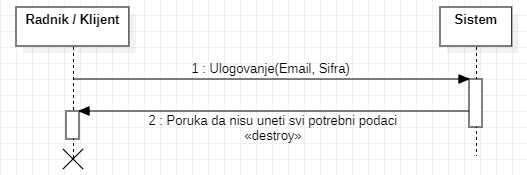 Radnik / Klijent
Sistem
1 : Ulogovanje(Email, Sifra)
2 : Poruka da nisu uneti svi potrebni podaci
«destroy»